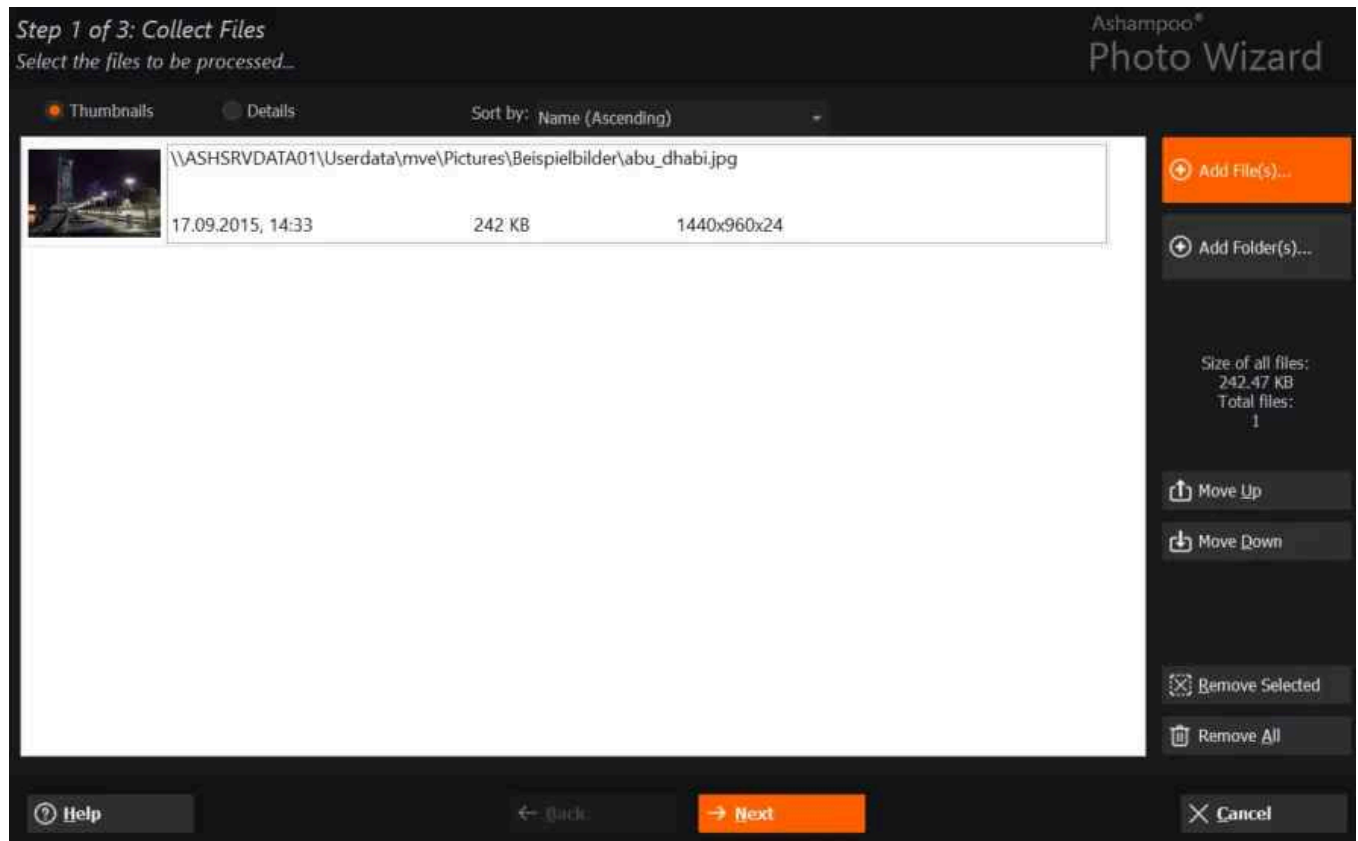 Step 1 of 3: Collect Files
Select the files to be processed...
Ashampoo®
Photo Wizard
Thumbnails
Details
Sort by: Name (Ascending)
\\ASHSRVDATA01\Userdata\mve\Pictures\Beispielbilder\abu_dhabi.jpg
17.09.2015, 14:33
242 KB
1440x960x24
Add File(s)...
Add Folder(s)...
Size of all files:
242.47 KB
Total files:
1
Move Up
Move Down
Remove Selected
Remove All
Help
Back
Next
Cancel